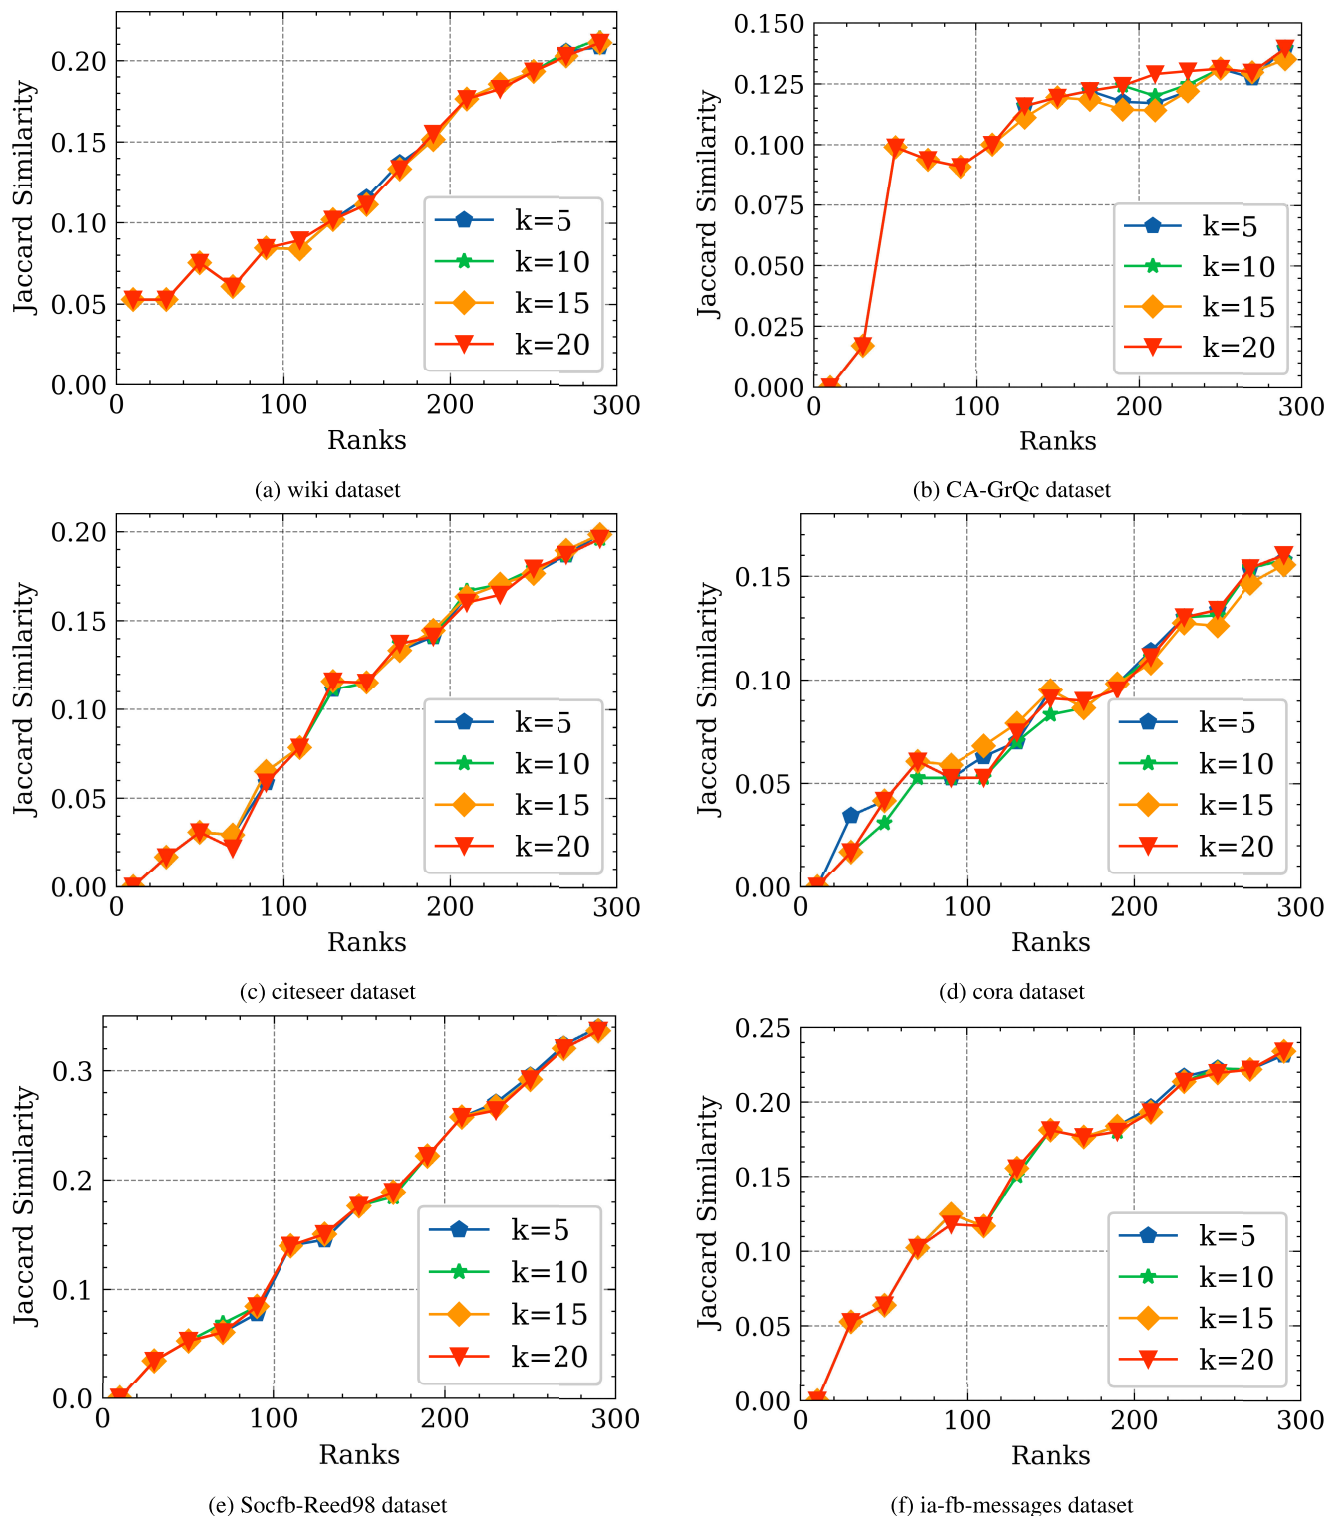 Jaccard Similarity
0.20
0.15
0.10
0.05
0.00
k=5
k=10
k=15
k=20
0 100 200 300
Ranks
(a) wiki dataset
Jaccard Similarity
0.150
0.125
0.100
0.075
0.050
0.025
0.000
k=5
k=10
k=15
k=20
0 100 200 300
Ranks
(b) CA-GrQc dataset
Jaccard Similarity
0.20
0.15
0.10
0.05
0.00
k=5
k=10
k=15
k=20
0 100 200 300
Ranks
(c) citeseer dataset
Jaccard Similarity
0.15
0.10
0.05
0.00
k=5
k=10
k=15
k=20
0 100 200 300
Ranks
(d) cora dataset
Jaccard Similarity
0.3
0.2
0.1
0.0
k=5
k=10
k=15
k=20
0 100 200 300
Ranks
(e) Socfb-Reed98 dataset
Jaccard Similarity
0.25
0.20
0.15
0.10
0.05
0.00
k=5
k=10
k=15
k=20
0 100 200 300
Ranks
(f) ia-fb-messages dataset